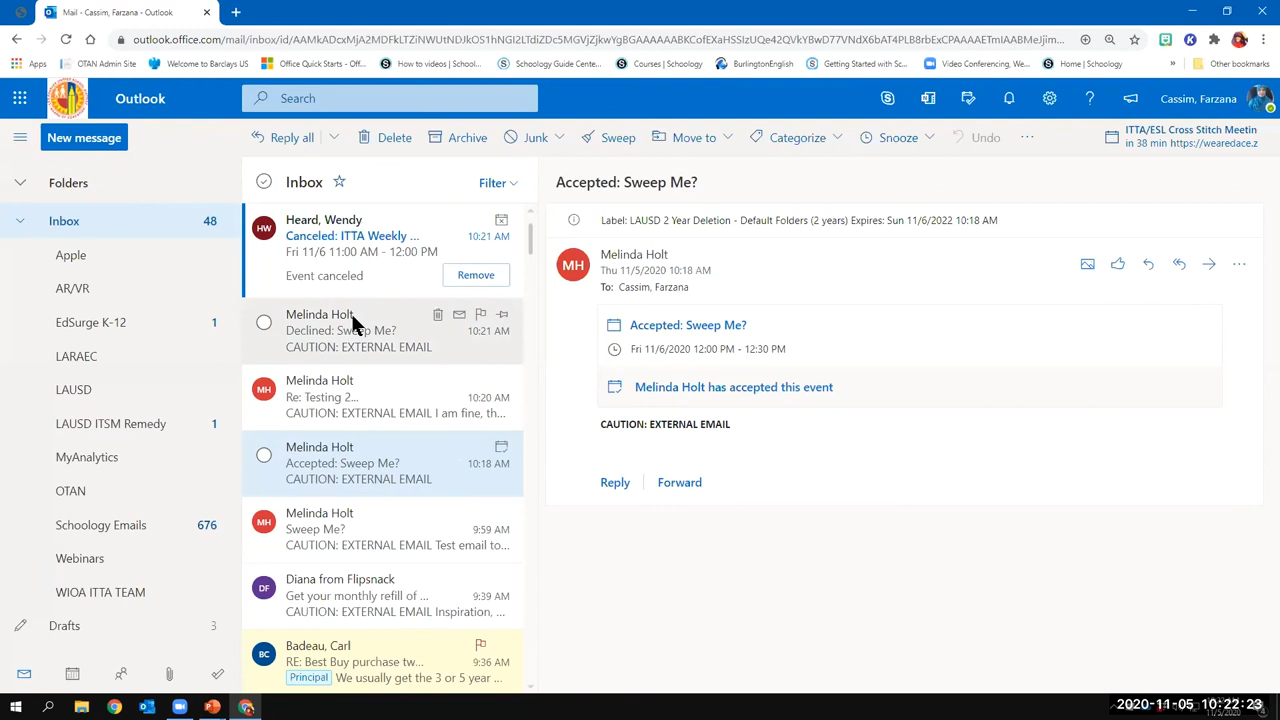 Mail - Cassim, Farzana - Outlook
outlook.office.com/mail/inbox/id/AAMkADcxMjA2MDFkLTZiNWUtNDJkOS1hNGI2LTdiZDc5MGVjZjkwYgBGAAAAAABKCofEXaHSSIzUQe42QVkYBwD77VNdX6bAT4PLB8rbExCPAAAAETmIAABMeJjim...
Apps
OTAN Admin Site
Welcome to Barclays US
Office Quick Start - Off...
How to videos | School...
Schoology Guide Cente...
Courses | Schoology
BurlingtonEnglish
Getting Started with Sc...
Video Conferencing, We...
Home | Schoology
»
Other bookmarks
Outlook
Search
Cassim, Farzana
New message
Reply all
Delete
Archive
Junk
Sweep
Move to
Categorize
Snooze
Undo
ITTA/ESL Cross Stitch Meetin
in 38 min https://wearedace.z
Folders
Inbox 48
Apple
AR/VR
EdSurge K-12 1
LARAEC
LAUSD
LAUSD ITSM Remedy 1
MyAnalytics
OTAN
Schoology Emails 676
Webinars
WIOA ITTA TEAM
Drafts 3
Inbox
Filter
HW
Heard, Wendy
Canceled: ITTA Weekly ... 10:21 AM
Fri 11/6 11:00 AM - 12:00 PM
Event canceled Remove
Melinda Holt
Declined: Sweep Me? 10:21 AM
CAUTION: EXTERNAL EMAIL
MH
Melinda Holt
Re: Testing 2... 10:20 AM
CAUTION: EXTERNAL EMAIL I am fine, th...
Melinda Holt
Accepted: Sweep Me? 10:18 AM
CAUTION: EXTERNAL EMAIL
MH
Melinda Holt
Sweep Me? 9:59 AM
CAUTION: EXTERNAL EMAIL Test email to...
DF
Diana from Flipsnack
Get your monthly refill of ... 9:39 AM
CAUTION: EXTERNAL EMAIL Inspiration, ...
BC
Badeau, Carl
RE: Best Buy purchase tw... 9:36 AM
Principal We usually get the 3 or 5 year ...
Accepted: Sweep Me?
Label: LAUSD 2 Year Deletion - Default Folders (2 years) Expires: Sun 11/6/2022 10:18 AM
MH
Melinda Holt
Thu 11/5/2020 10:18 AM
To: Cassim, Farzana
Accepted: Sweep Me?
Fri 11/6/2020 12:00 PM - 12:30 PM
Melinda Holt has accepted this event
CAUTION: EXTERNAL EMAIL
Reply
Forward
2020-11-05 10:22:23